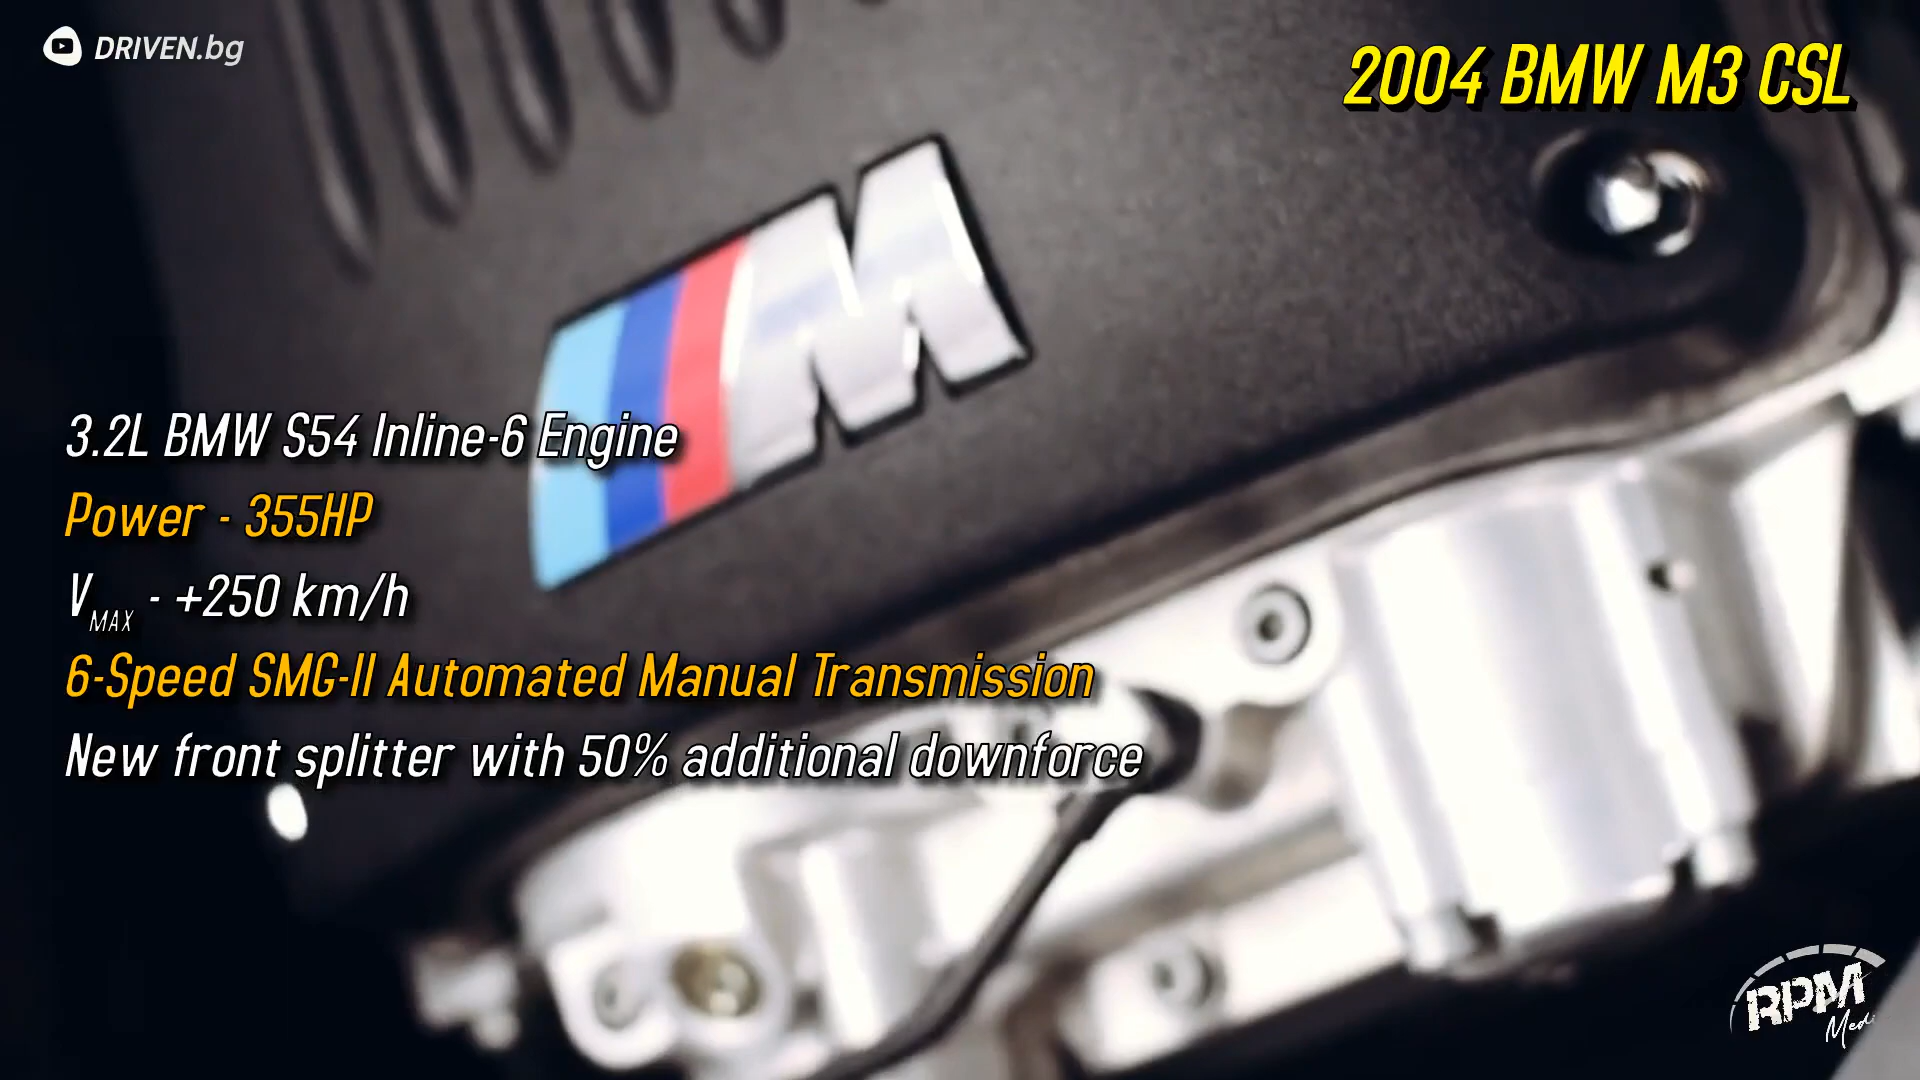 DRIVEN.bg
2004 BMW M3 CSL
M
3.2L BMW S54 Inline-6 Engine
Power - 355HP
VMAX - +250 km/h
6-Speed SMG-II Automated Manual Transmission
New front splitter with 50% additional downforce
RPM